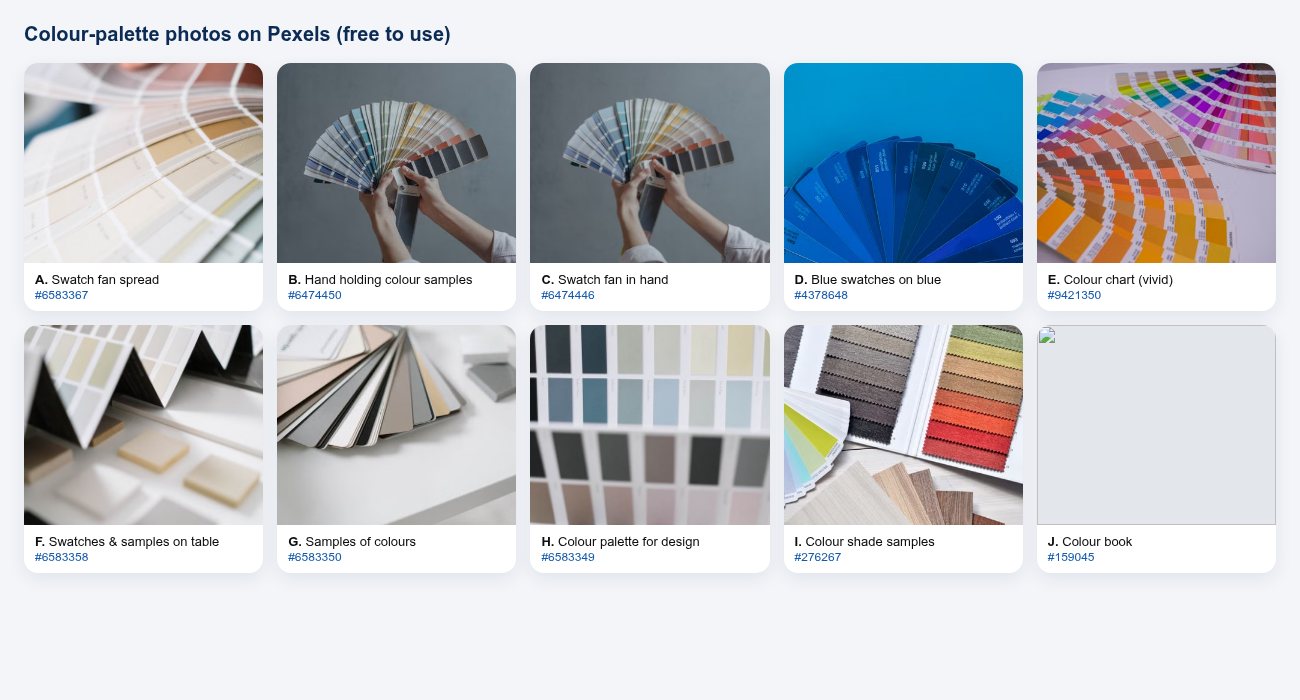 Colour-palette photos on Pexels (free to use)
A. Swatch fan spread
#6583367
B. Hand holding colour samples
#6474450
C. Swatch fan in hand
#6474446
D. Blue swatches on blue
#4378648
E. Colour chart (vivid)
#9421350
F. Swatches & samples on table
#6583358
G. Samples of colours
#6583350
H. Colour palette for design
#6583349
I. Colour shade samples
#276267
J. Colour book
#159045